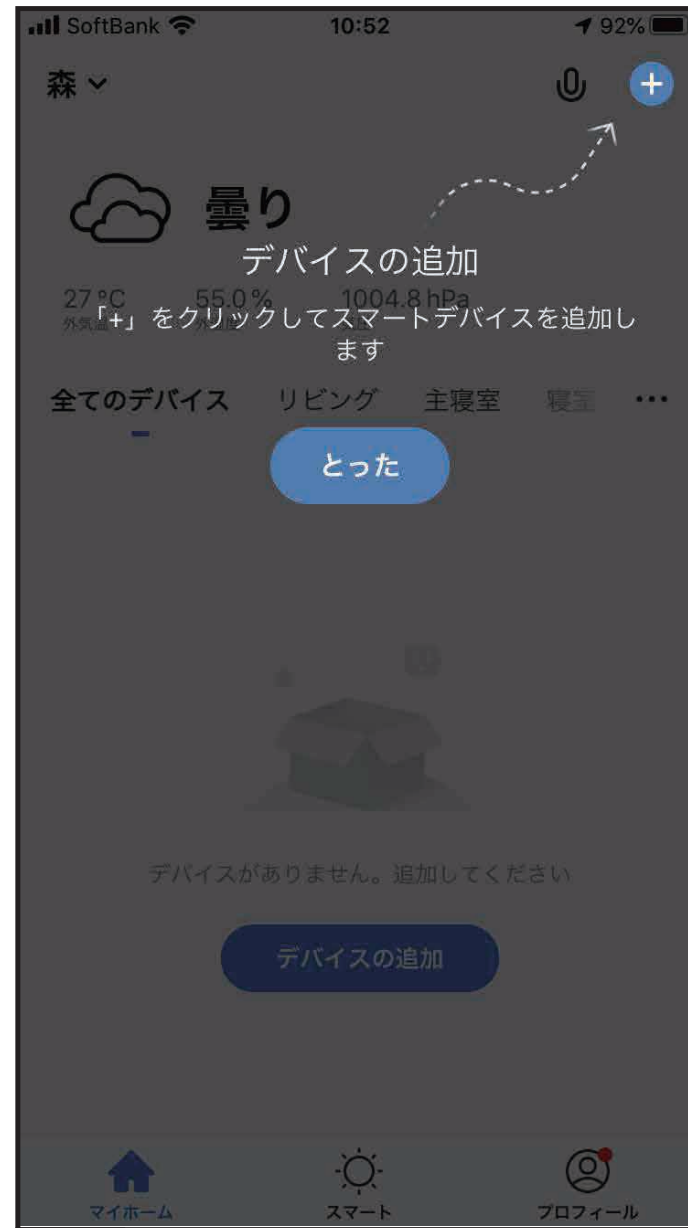 SoftBank 10:52 92%
森
曇り
デバイスの追加
27 °C 55.0 % 1004.8 hPa
「+」をクリックしてスマートデバイスを追加し
ます
全てのデバイス リビング 主寝室 寝室 •••
とった
デバイスがありません。追加してください
デバイスの追加
マイホーム スマート プロフィール